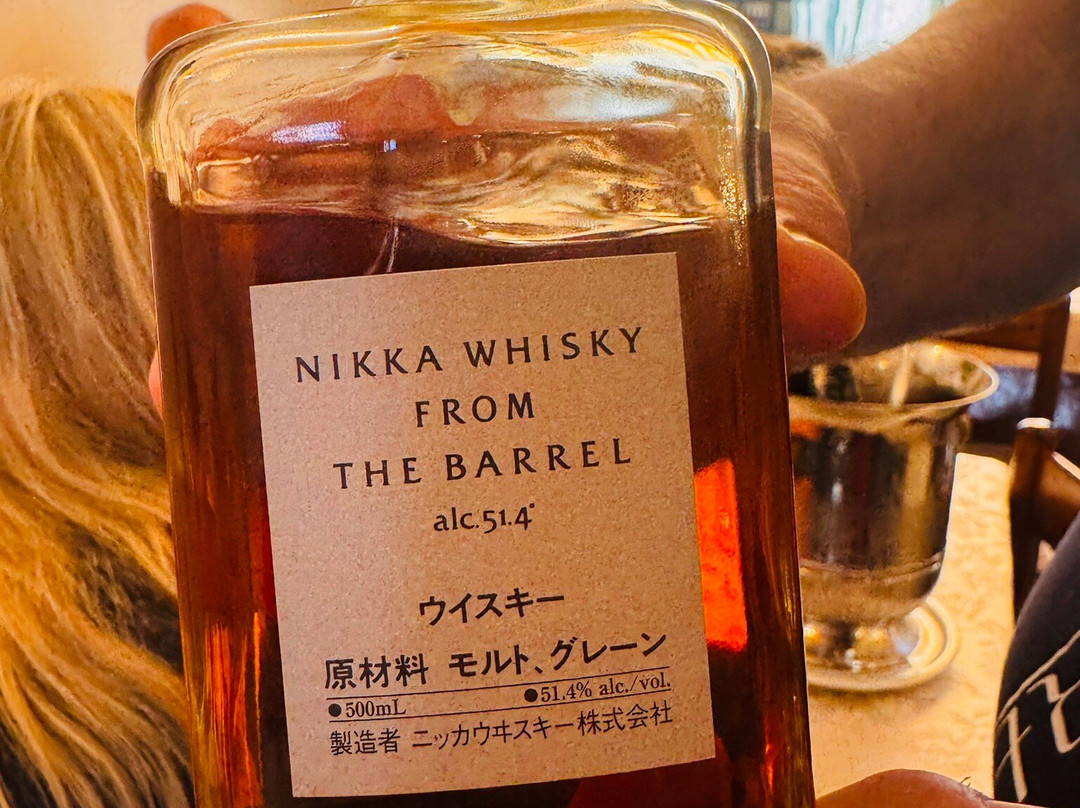 NIKKA WHISKY
FROM
THE BARREL
alc.51.4°
ウイスキー
原材料 モルト、グレーン
●500mL ●51.4% alc./vol.
製造者 ニッカウヰスキー株式会社